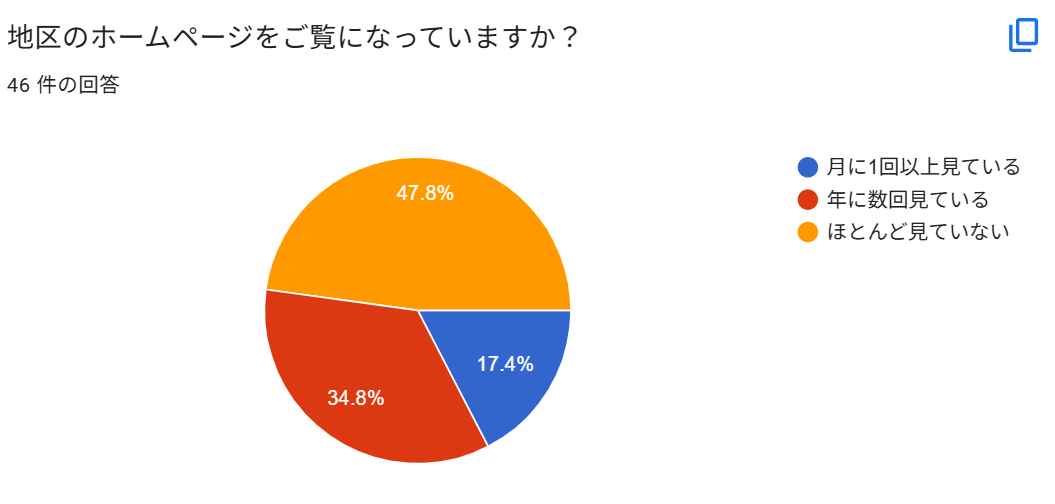 地区のホームページをご覧になっていますか？
46 件の回答
47.8%
17.4%
34.8%
月に1回以上見ている
年に数回見ている
ほとんど見ていない